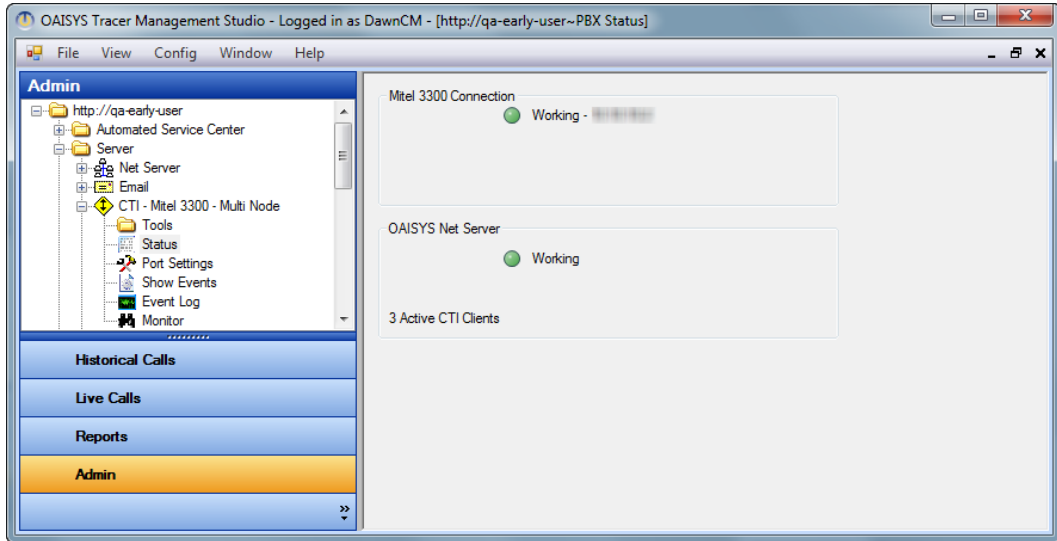 OAISYS Tracer Management Studio - Logged in as DawnCM - [http://qa-early-user~PBX Status]
File View Config Window Help
Admin
http://qa-early-user
Automated Service Center
Server
Net Server
Email
CTI - Mitel 3300 - Multi Node
Tools
Status
Port Settings
Show Events
Event Log
Monitor
Historical Calls
Live Calls
Reports
Admin
Mitel 3300 Connection
Working -
OAISYS Net Server
Working
3 Active CTI Clients